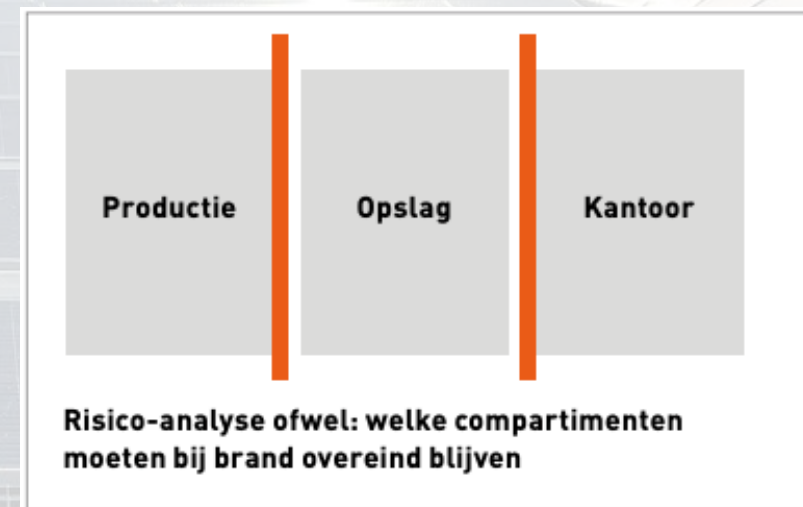 Productie
Opslag
Kantoor
Risico-analyse ofwel: welke compartimenten
moeten bij brand overeind blijven